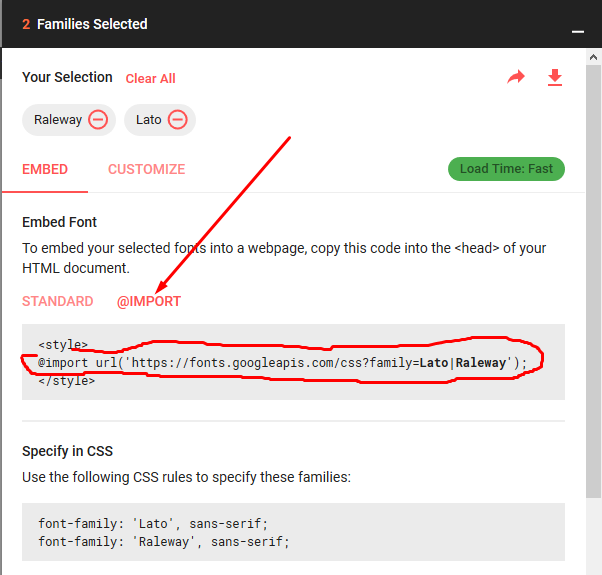 2 Families Selected
Your Selection Clear All
Raleway Lato
EMBED CUSTOMIZE Load Time: Fast
Embed Font
To embed your selected fonts into a webpage, copy this code into the <head> of your
HTML document.
STANDARD @IMPORT
<style>
@import url('https://fonts.googleapis.com/css?family=Lato|Raleway');
</style>
Specify in CSS
Use the following CSS rules to specify these families:
font-family: 'Lato', sans-serif;
font-family: 'Raleway', sans-serif;